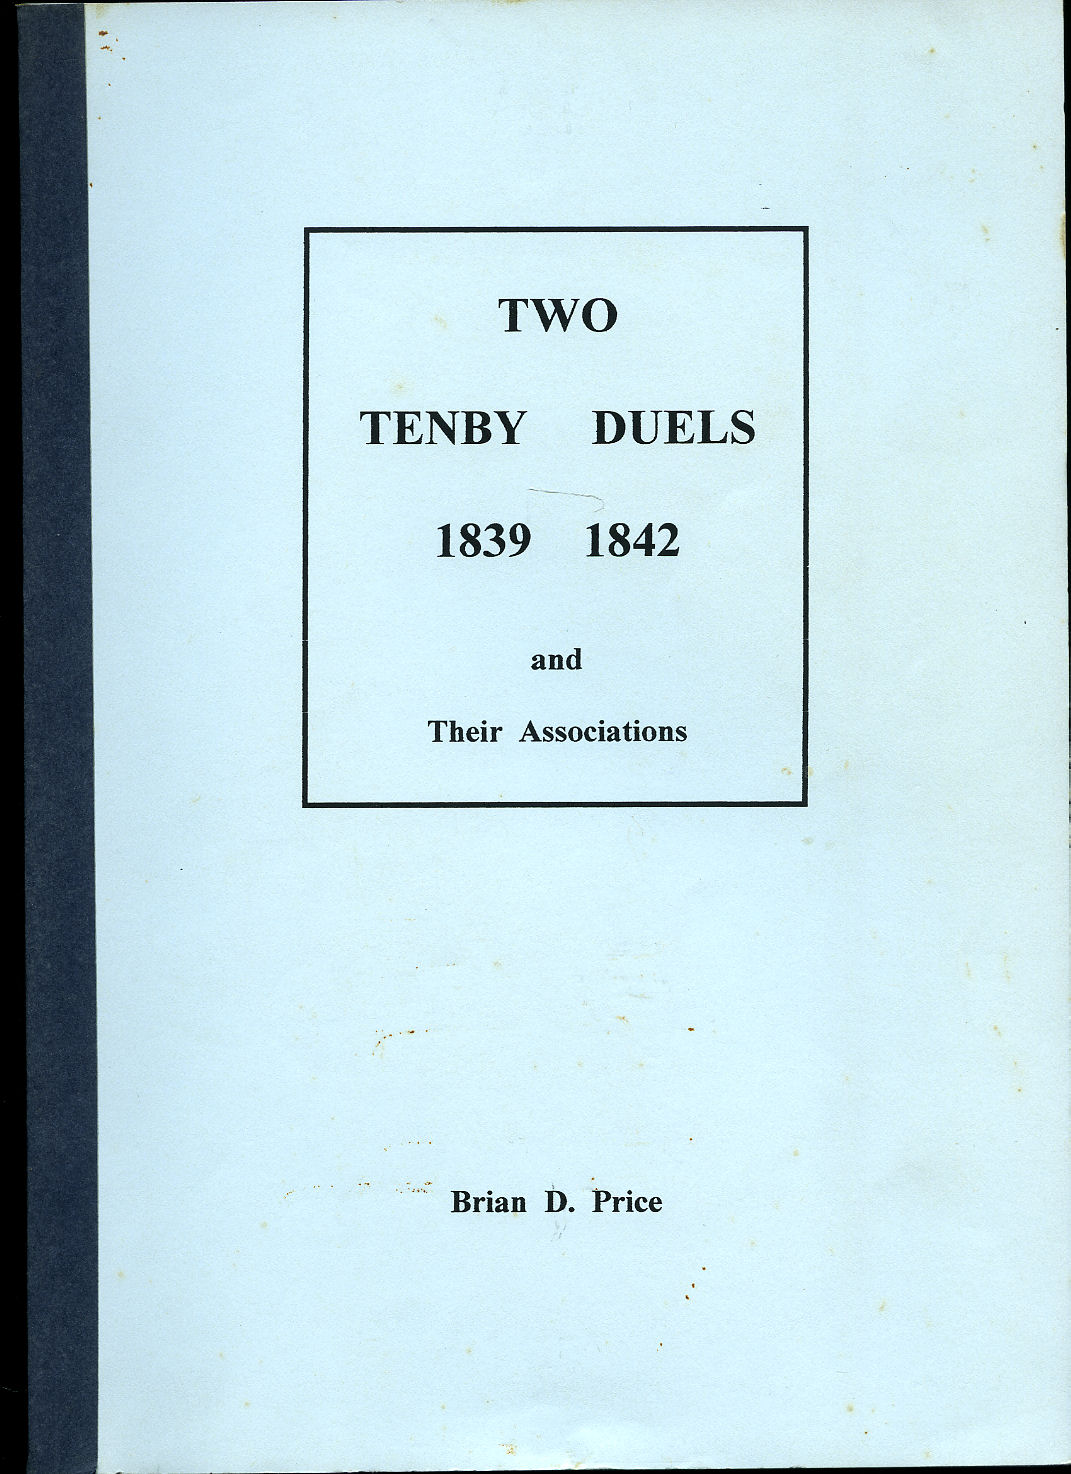 TWO
TENBY DUELS
1839 1842
and
Their Associations
Brian D. Price